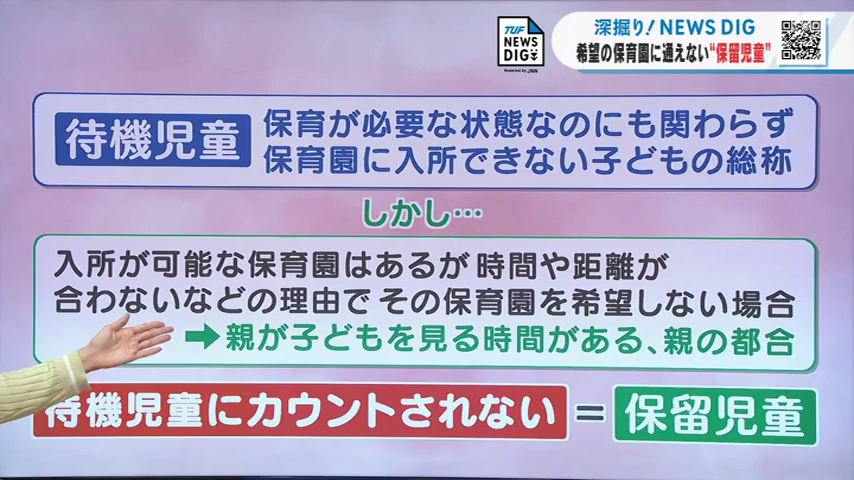 TUF
NEWS
DIG
Powered by JNN
深掘り！NEWS DIG
希望の保育園に通えない“保留児童”
待機児童
保育が必要な状態なのにも関わらず
保育園に入所できない子どもの総称
しかし…
入所が可能な保育園はあるが 時間や距離が
合わないなどの理由で その保育園を希望しない場合
➡親が子どもを見る時間がある、親の都合
待機児童にカウントされない = 保留児童